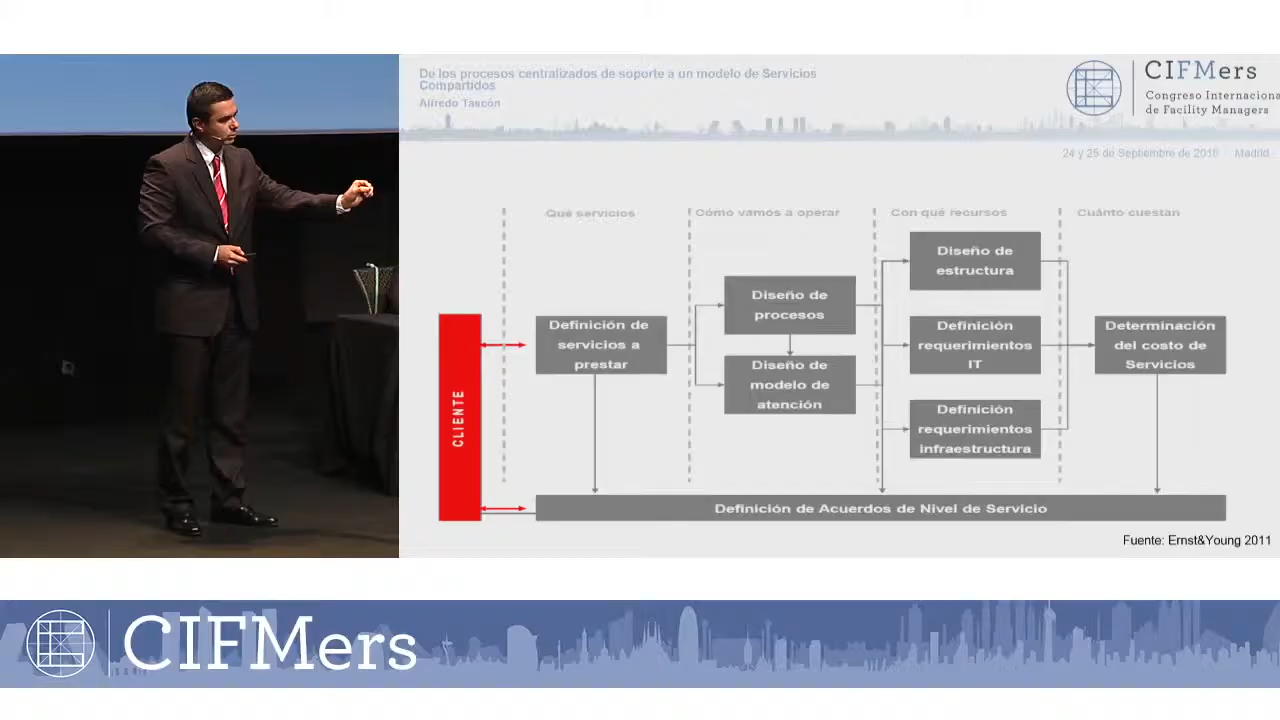 De los procesos centralizados de soporte a un modelo de Servicios
Compartidos
Alfredo Tascón
CIFMers
Congreso Internaciona
de Facility Managers
24 y 25 de Septiembre de 2018 Madrid
Qué servicios
Cómo vamos a operar
Con qué recursos
Cuánto cuestan
CLIENTE
Definición de
servicios a
prestar
Diseño de
procesos
Diseño de
modelo de
atención
Diseño de
estructura
Definición
requerimientos
IT
Definición
requerimientos
infraestructura
Determinación
del costo de
Servicios
Definición de Acuerdos de Nivel de Servicio
Fuente: Ernst&Young 2011
CIFMers